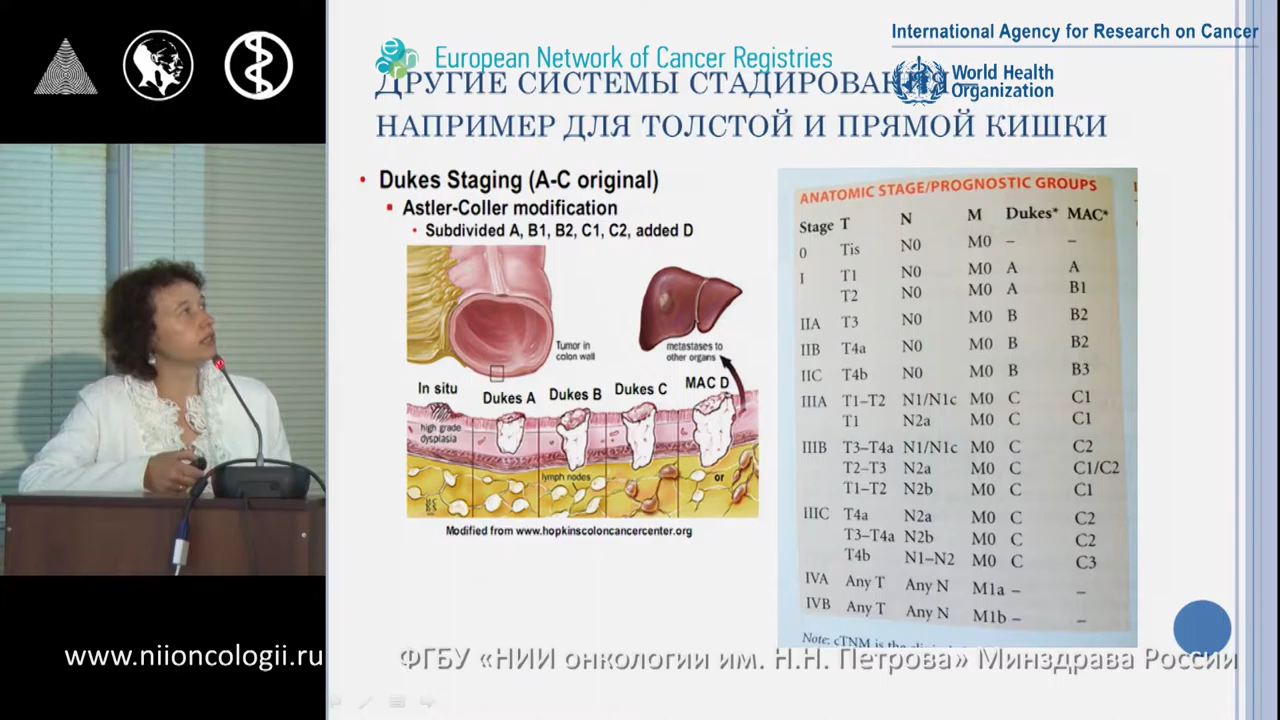 International Agency for Research on Cancer
European Network of Cancer Registries
World Health
Organization
ДРУГИЕ СИСТЕМЫ СТАДИРОВАНИЯ –
НАПРИМЕР ДЛЯ ТОЛСТОЙ И ПРЯМОЙ КИШКИ
• Dukes Staging (A-C original)
▪ Astler-Coller modification
• Subdivided A, B1, B2, C1, C2, added D
Tumor in
colon wall
metastases to
other organs
In situ
Dukes A
Dukes B
Dukes C
MAC D
high grade
dysplasia
lymph nodes
or
Modified from www.hopkinscoloncancercenter.org
ANATOMIC STAGE/PROGNOSTIC GROUPS
Stage T N M Dukes* MAC*
0 Tis N0 M0 – –
I T1 N0 M0 A A
T2 N0 M0 A B1
IIA T3 N0 M0 B B2
IIB T4a N0 M0 B B2
IIC T4b N0 M0 B B3
IIIA T1–T2 N1/N1c M0 C C1
T1 N2a M0 C C1
IIIB T3–T4a N1/N1c M0 C C2
T2–T3 N2a M0 C C1/C2
T1–T2 N2b M0 C C1
IIIC T4a N2a M0 C C2
T3–T4a N2b M0 C C2
T4b N1–N2 M0 C C3
IVA Any T Any N M1a – –
IVB Any T Any N M1b – –
Note: cTNM is the
www.niioncologii.ru
ФГБУ «НИИ онкологии им. Н.Н. Петрова» Минздрава России